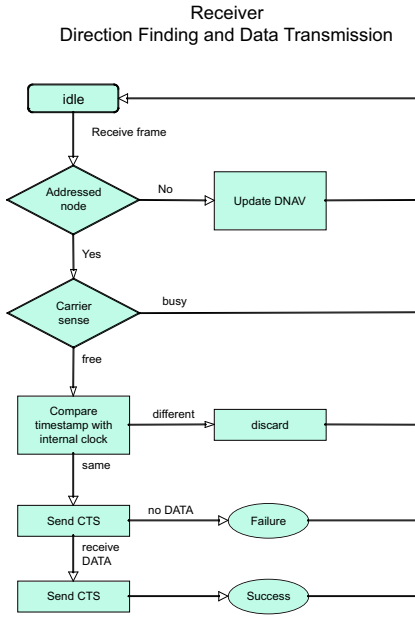 Receiver
Direction Finding and Data Transmission
idle
Receive frame
Addressed
node
No
Update DNAV
Yes
Carrier
sense
busy
free
Compare
timestamp with
internal clock
different
discard
same
Send CTS
no DATA
Failure
receive
DATA
Send CTS
Success